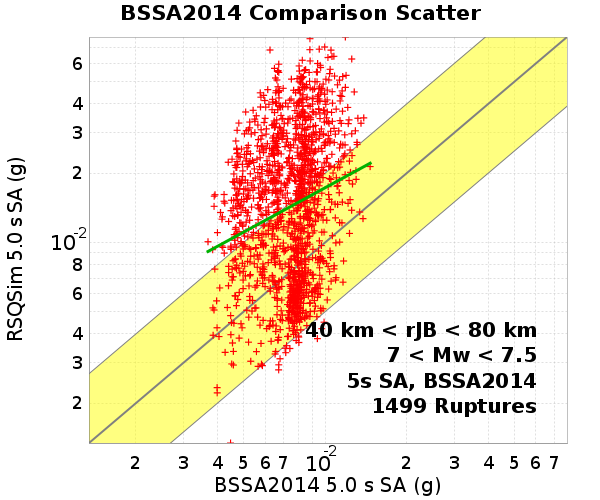 BSSA2014 Comparison Scatter
RSQSim 5.0 s SA (g)
6
4
3
2
10-2
8
6
4
3
2
40 km < rJB < 80 km
7 < Mw < 7.5
5s SA, BSSA2014
1499 Ruptures
2 3 4 5 6 7 10-2 2 3 4 5 6 7
BSSA2014 5.0 s SA (g)